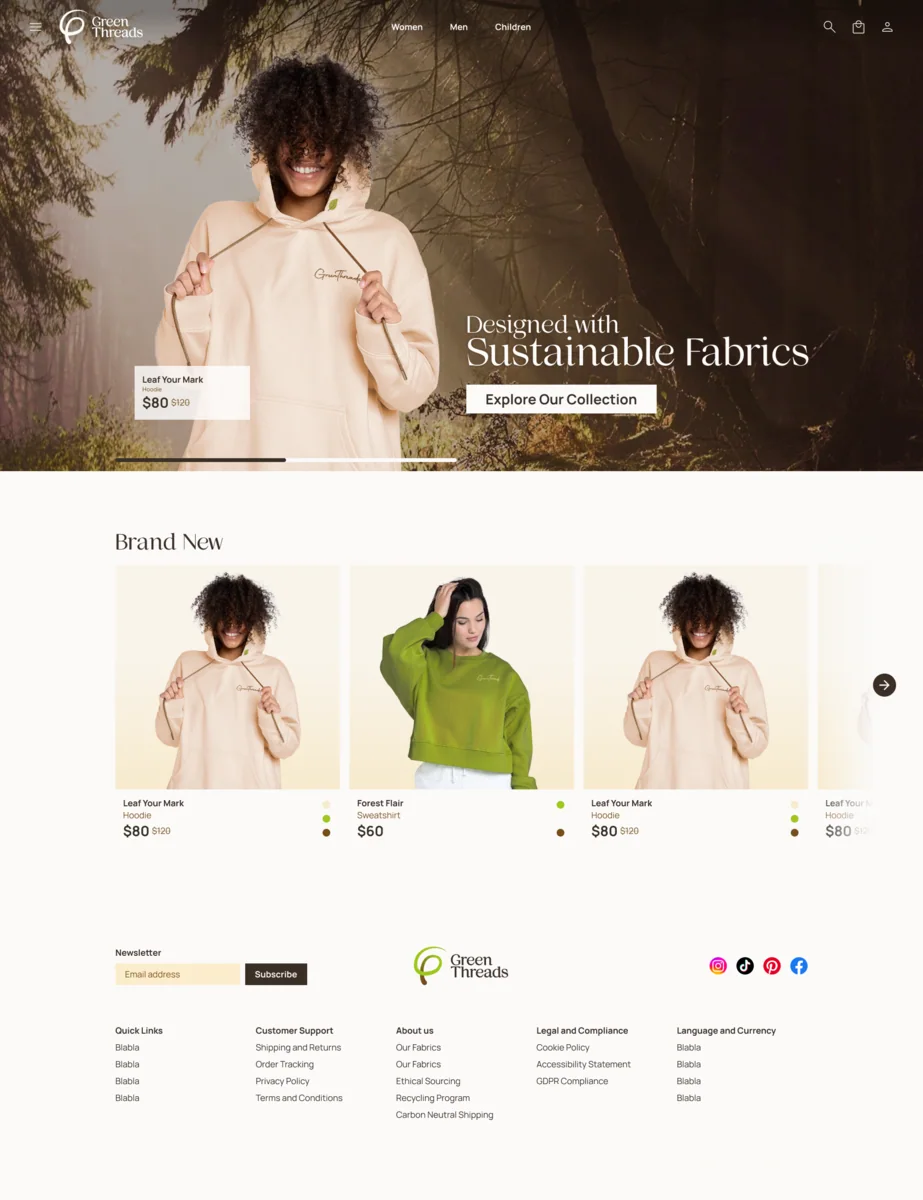 Green
Threads
Women
Men
Children
GreenThreads
Designed with
Sustainable Fabrics
Leaf Your Mark
Hoodie
$80 $120
Explore Our Collection
Brand New
Leaf Your Mark
Hoodie
$80 $120
Forest Flair
Sweatshirt
$60
Leaf Your Mark
Hoodie
$80 $120
Leaf Your
Hoodie
$80
Newsletter
Email address
Subscribe
Green
Threads
Quick Links
Blabla
Blabla
Blabla
Blabla
Customer Support
Shipping and Returns
Order Tracking
Privacy Policy
Terms and Conditions
About us
Our Fabrics
Our Fabrics
Ethical Sourcing
Recycling Program
Carbon Neutral Shipping
Legal and Compliance
Cookie Policy
Accessibility Statement
GDPR Compliance
Language and Currency
Blabla
Blabla
Blabla
Blabla